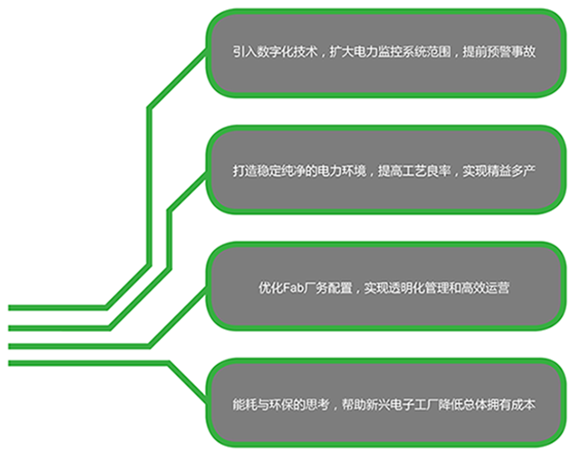 引入数字化技术，扩大电力监控系统范围，提前预警事故
打造稳定纯净的电力环境，提高工艺良率，实现精益多产
优化Fab厂务配置，实现透明化管理和高效运营
能耗与环保的思考，帮助新兴电子工厂降低总体拥有成本